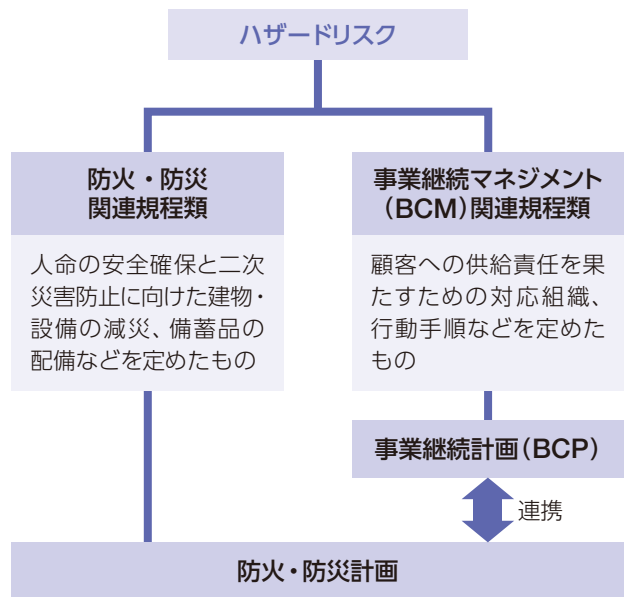 ハザードリスク
防火・防災
関連規程類
人命の安全確保と二次
災害防止に向けた建物・
設備の減災、備蓄品の
配備などを定めたもの
事業継続マネジメント
(BCM)関連規程類
顧客への供給責任を果
たすための対応組織、
行動手順などを定めた
もの
事業継続計画(BCP)
連携
防火・防災計画